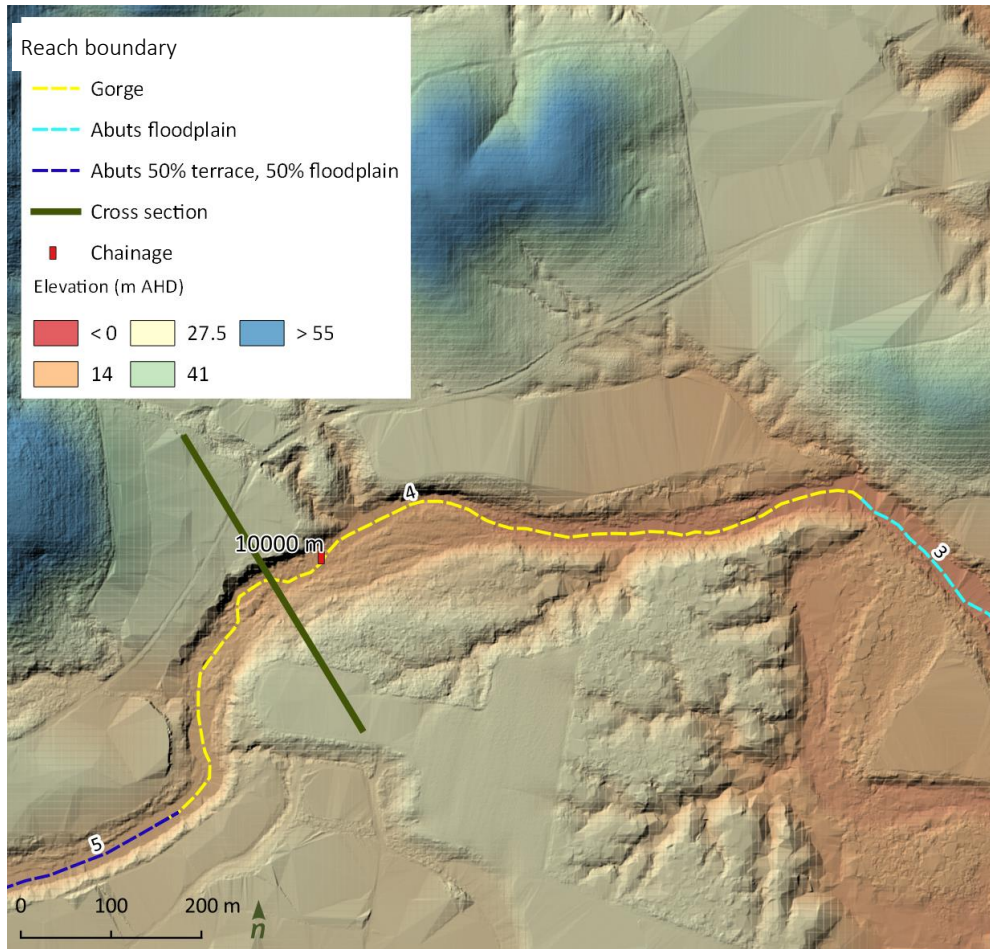 Reach boundary
Gorge
Abuts floodplain
Abuts 50% terrace, 50% floodplain
Cross section
Chainage
Elevation (m AHD)
< 0 27.5 > 55
14 41
4
10000 m
3
5
0 100 200 m
n